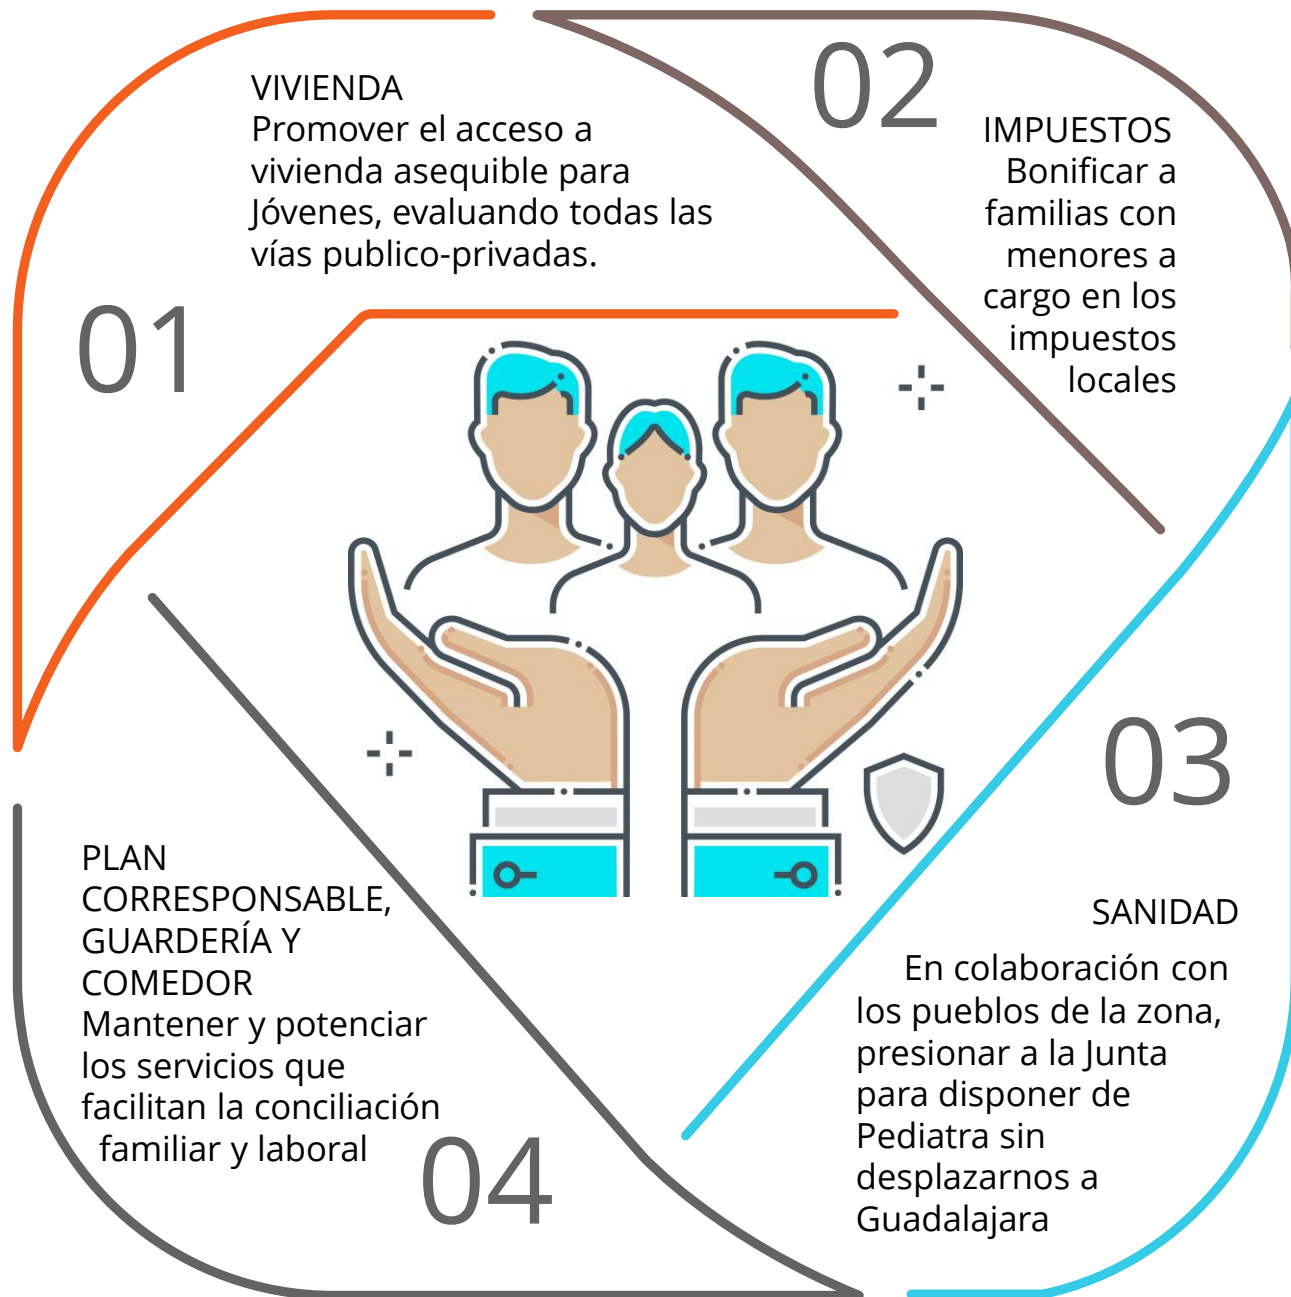 01
VIVIENDA
Promover el acceso a
vivienda asequible para
Jóvenes, evaluando todas las
vías publico-privadas.
02
IMPUESTOS
Bonificar a
familias con
menores a
cargo en los
impuestos
locales
03
SANIDAD
En colaboración con
los pueblos de la zona,
presionar a la Junta
para disponer de
Pediatra sin
desplazarnos a
Guadalajara
PLAN
CORRESPONSABLE,
GUARDERÍA Y
COMEDOR
Mantener y potenciar
los servicios que
facilitan la conciliación
familiar y laboral
04